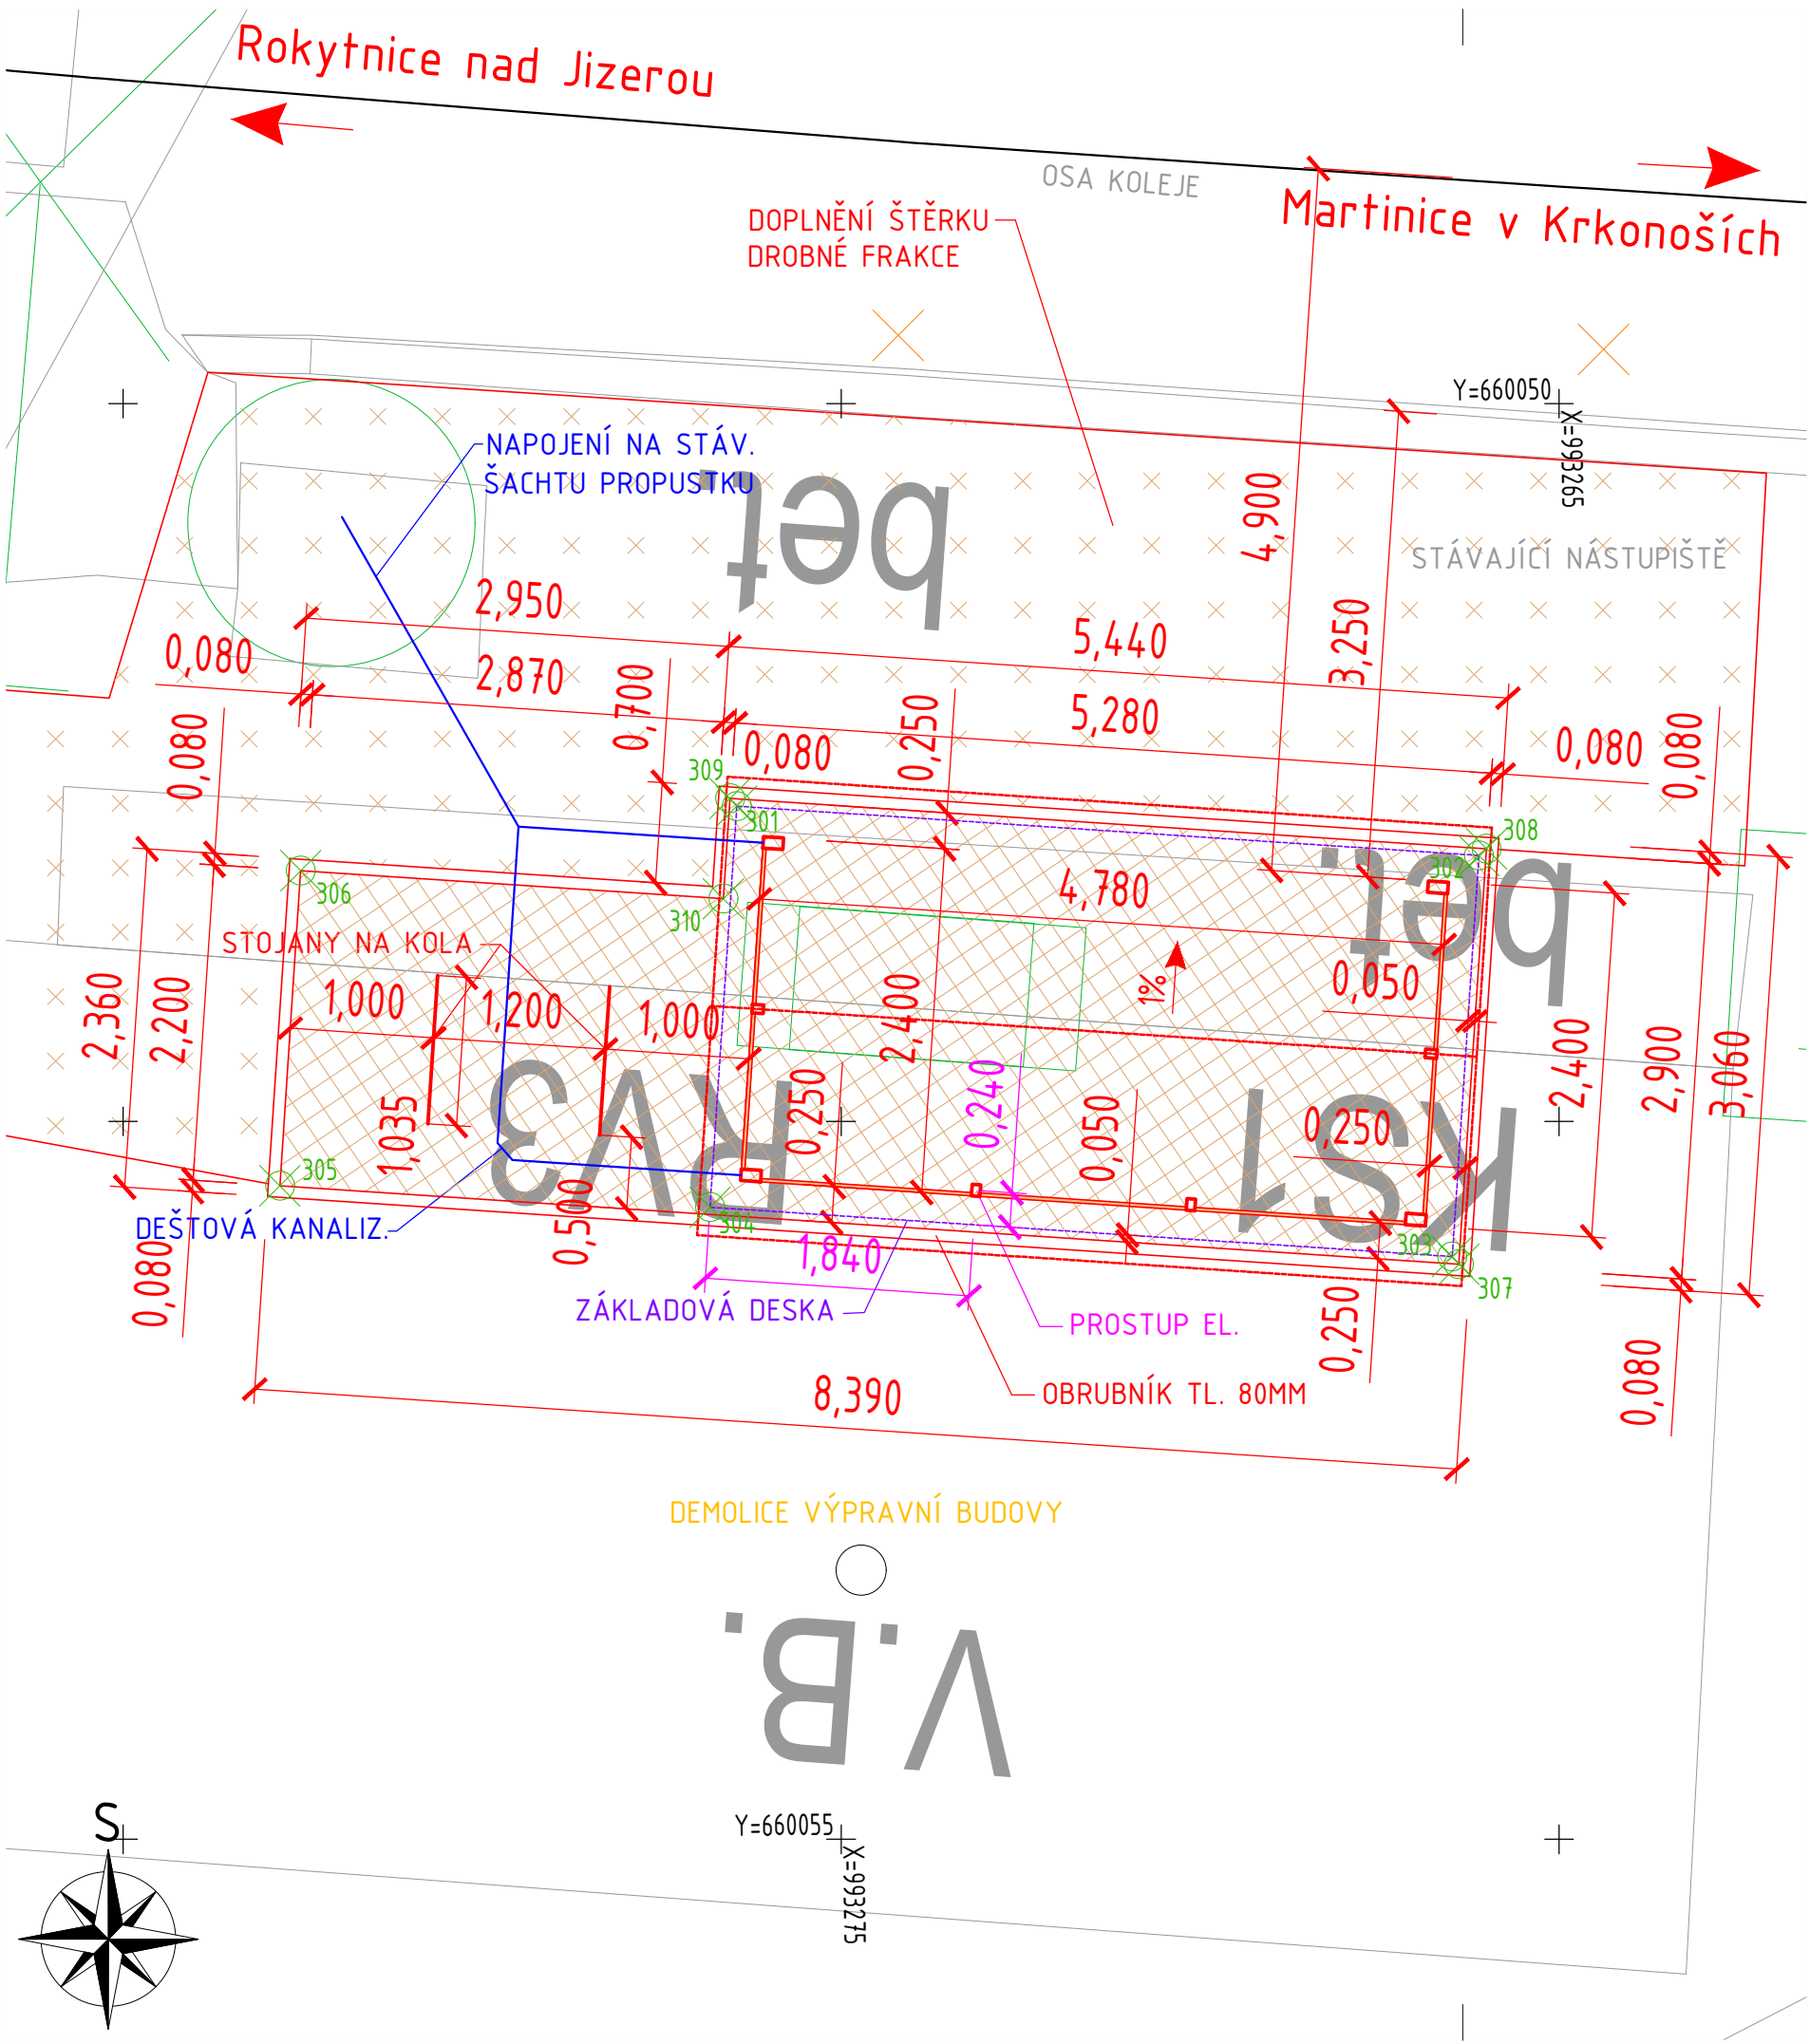 Rokytnice nad Jizerou
OSA KOLEJE
Martinice v Krkonoších
DOPLNĚNÍ ŠTĚRKU
DROBNÉ FRAKCE
Y=660050
X=993265
NAPOJENÍ NA STÁV.
ŠACHTU PROPUSTKU
bet.
4,900
STÁVAJÍCÍ NÁSTUPIŠTĚ
2,950
5,440
3,250
0,080
2,870
0,700
0,250
5,280
0,080
0,080
0,080
0,080
309
301
308
302
bet.
306
310
4,780
STOJANY NA KOLA
0,050
1,000
1,200
1,000
2,400
1%
2,360
2,200
2,400
2,900
3,060
RV3
0,250
0,240
0,050
0,250
KS1
1,035
305
0,500
304
303
307
DEŠTOVÁ KANALIZ.
0,080
1,840
ZÁKLADOVÁ DESKA
PROSTUP EL.
0,250
0,080
OBRUBNÍK TL. 80MM
8,390
DEMOLICE VÝPRAVNÍ BUDOVY
V.B.
Y=660055
X=993275
S